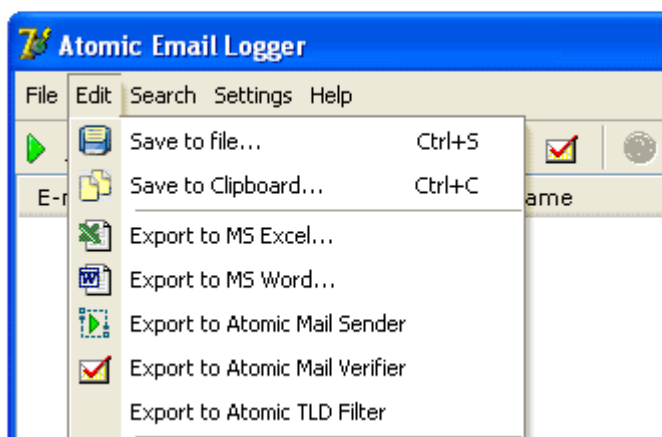 Atomic Email Logger
File Edit Search Settings Help
Save to file... Ctrl+S
Save to Clipboard... Ctrl+C
Export to MS Excel...
Export to MS Word...
Export to Atomic Mail Sender
Export to Atomic Mail Verifier
Export to Atomic TLD Filter